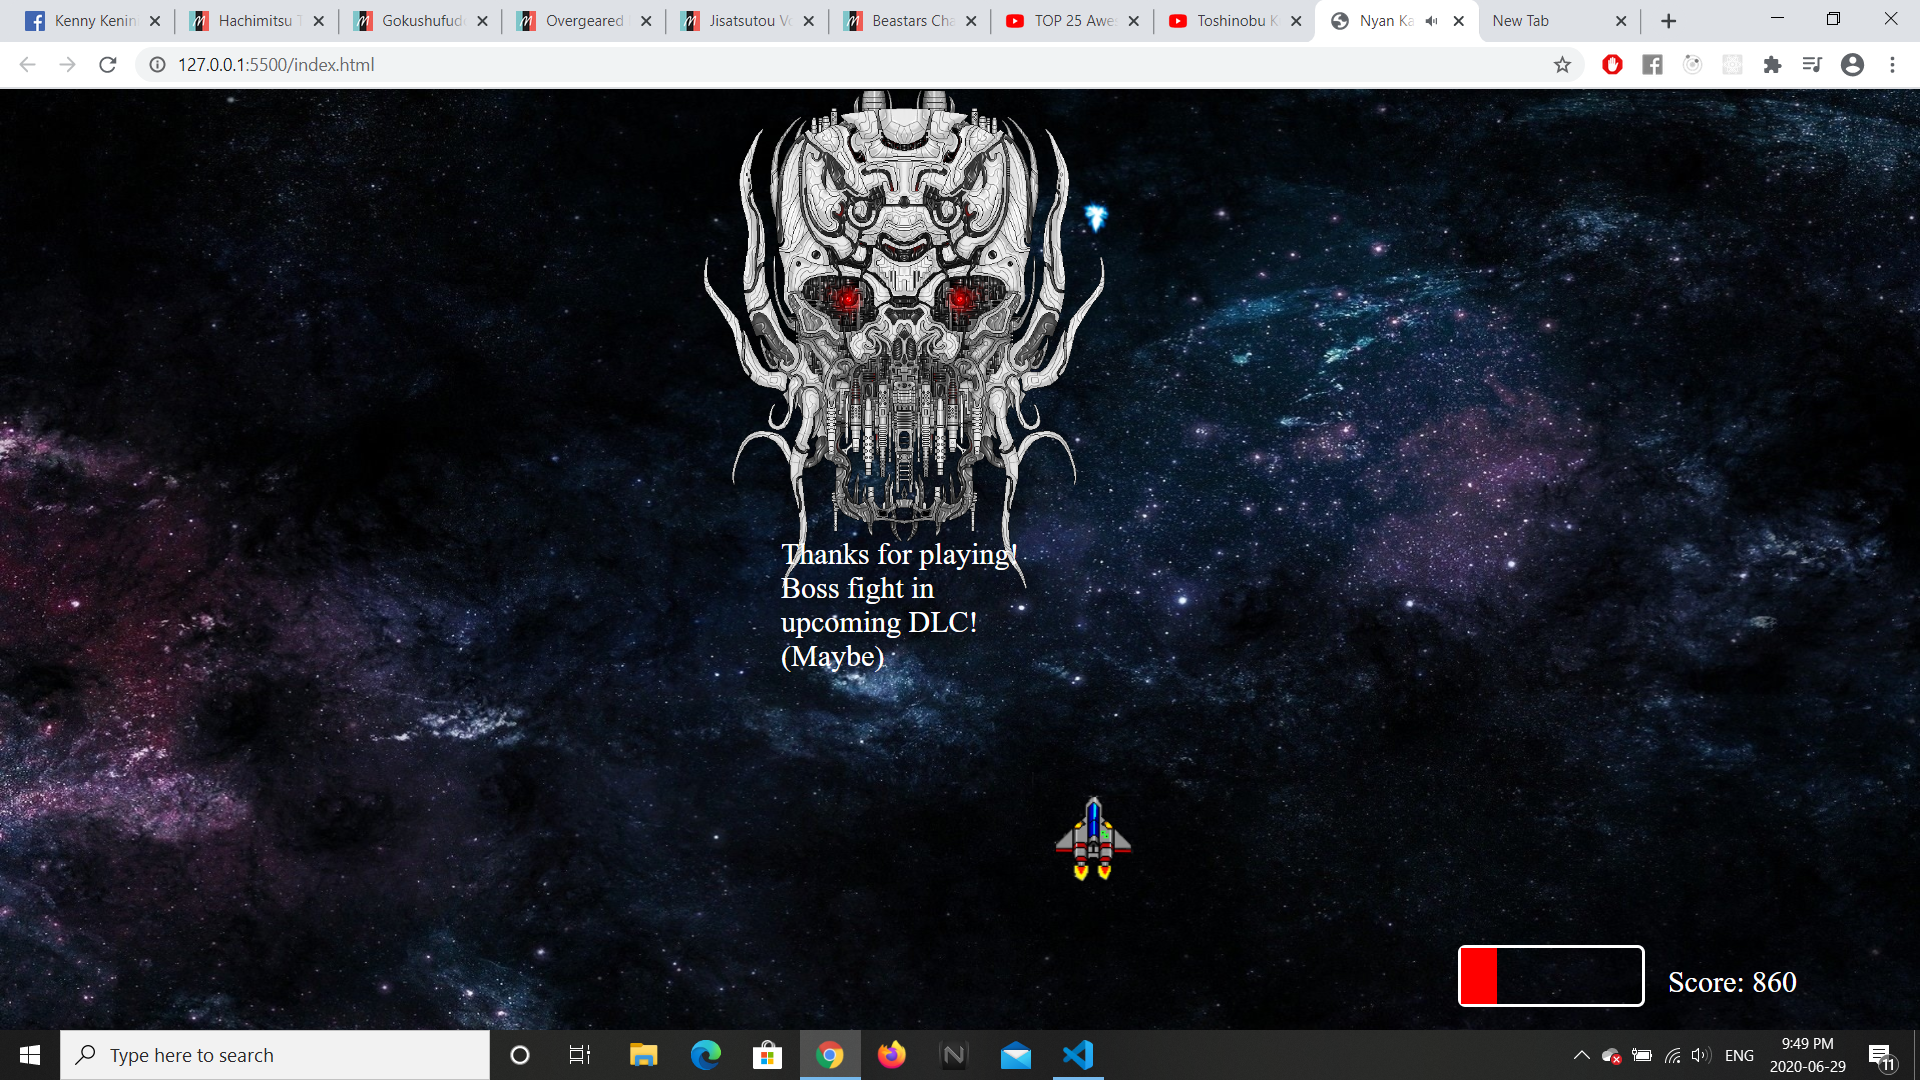 Kenny Kenin
Hachimitsu T
Gokushufud
Overgeared
Jisatsutou Vo
Beastars Cha
TOP 25 Awes
Toshinobu K
Nyan Ka
New Tab
127.0.0.1:5500/index.html
Thanks for playing!
Boss fight in
upcoming DLC!
(Maybe)
Score: 860
Type here to search
ENG
9:49 PM
2020-06-29
11